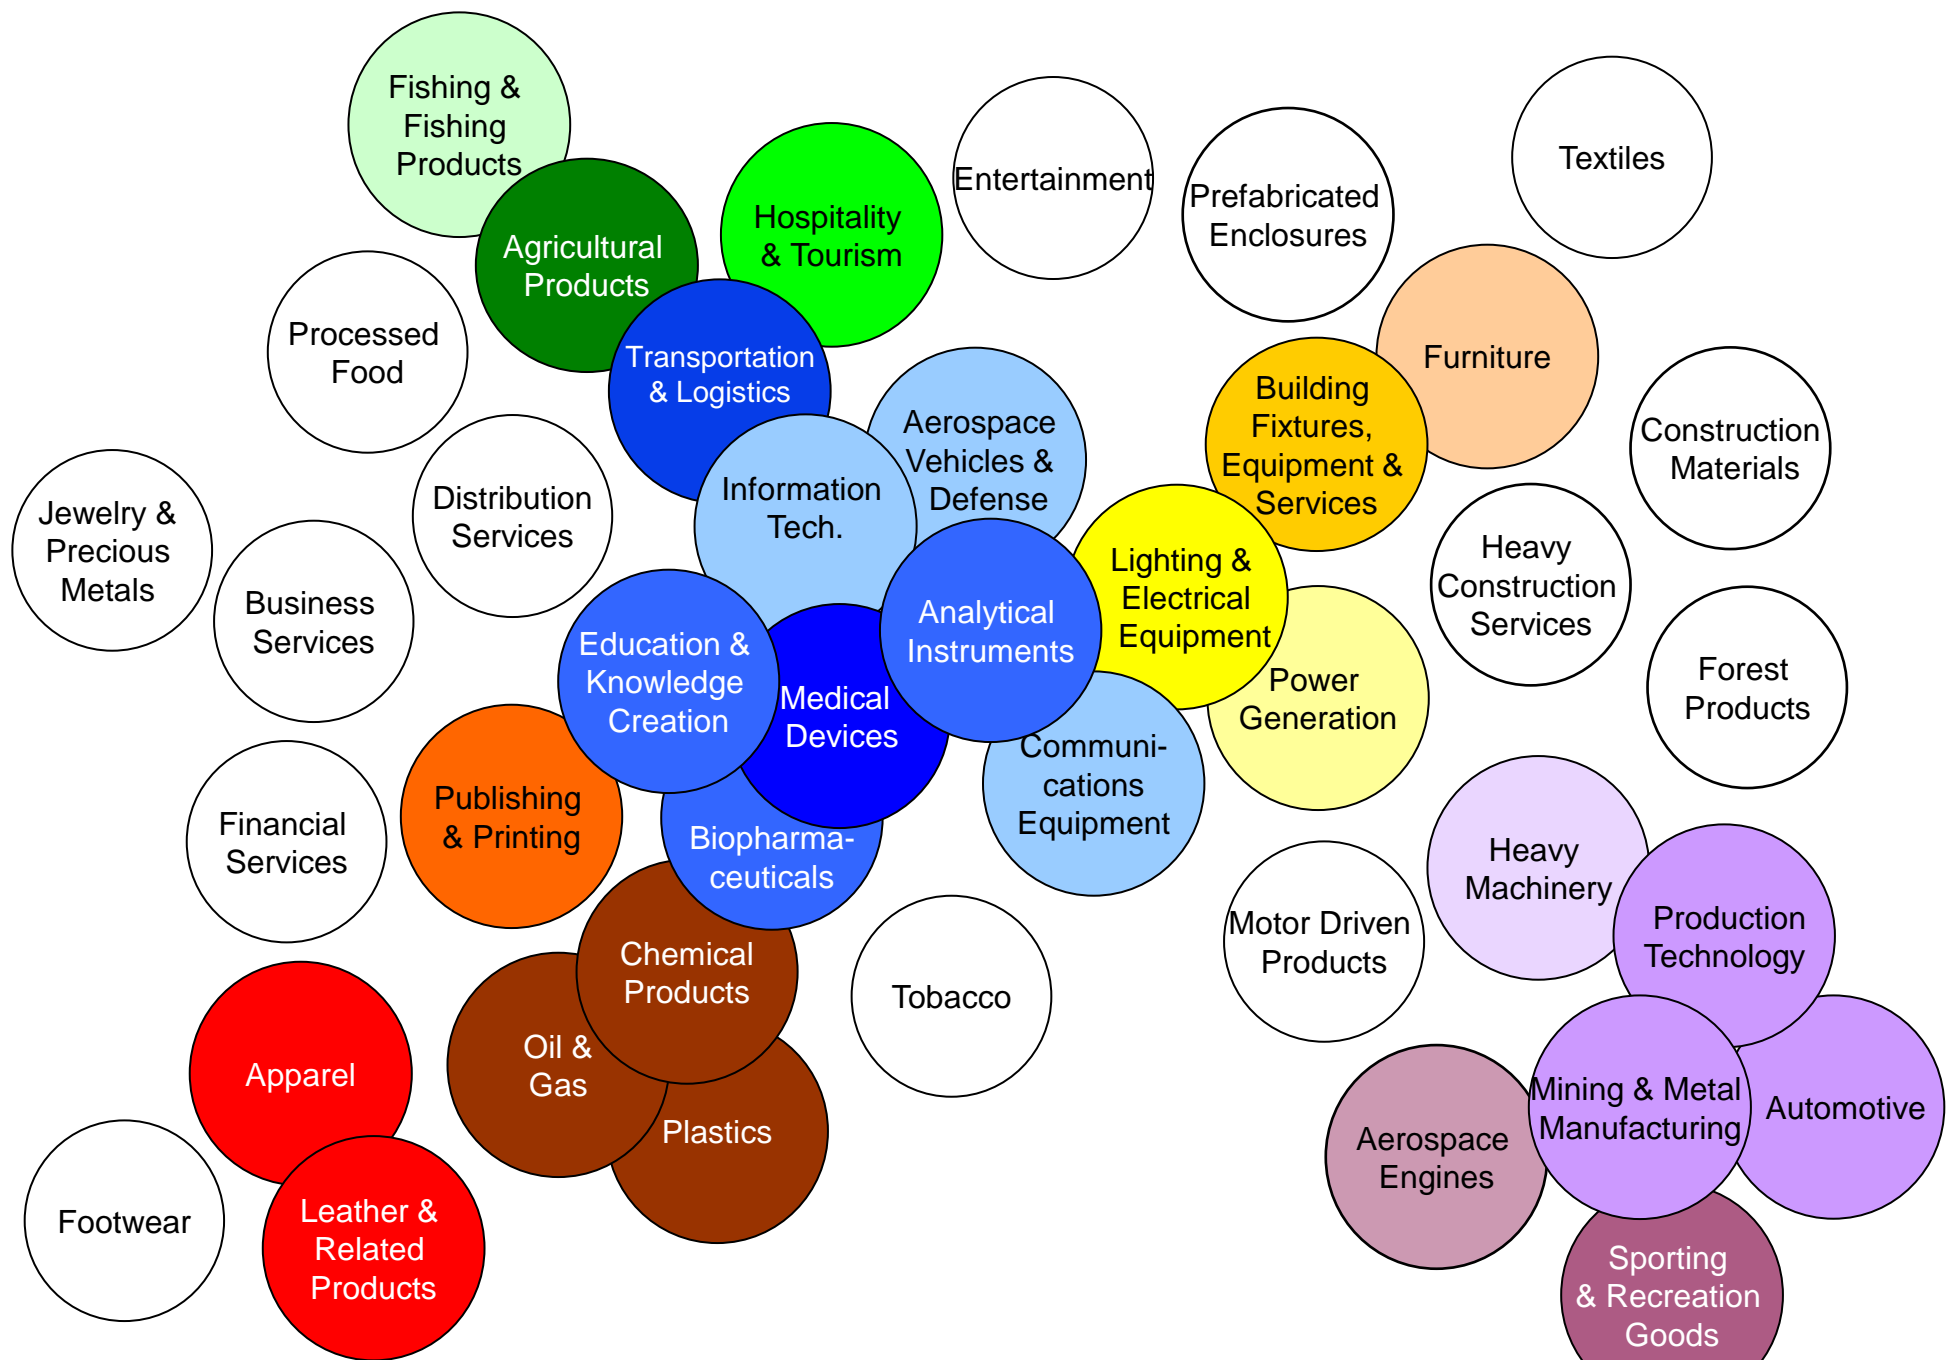 Fishing &
Fishing
Products
Entertainment
Textiles
Prefabricated
Enclosures
Hospitality
& Tourism
Agricultural
Products
Processed
Food
Transportation
& Logistics
Furniture
Building
Fixtures,
Equipment &
Services
Construction
Materials
Aerospace
Vehicles &
Defense
Information
Tech.
Distribution
Services
Jewelry &
Precious
Metals
Business
Services
Lighting &
Electrical
Equipment
Heavy
Construction
Services
Analytical
Instruments
Education &
Knowledge
Creation
Medical
Devices
Power
Generation
Forest
Products
Communi-
cations
Equipment
Publishing
& Printing
Financial
Services
Biopharma-
ceuticals
Heavy
Machinery
Motor Driven
Products
Production
Technology
Chemical
Products
Tobacco
Oil &
Gas
Apparel
Plastics
Mining & Metal
Manufacturing
Automotive
Aerospace
Engines
Footwear
Leather &
Related
Products
Sporting
& Recreation
Goods